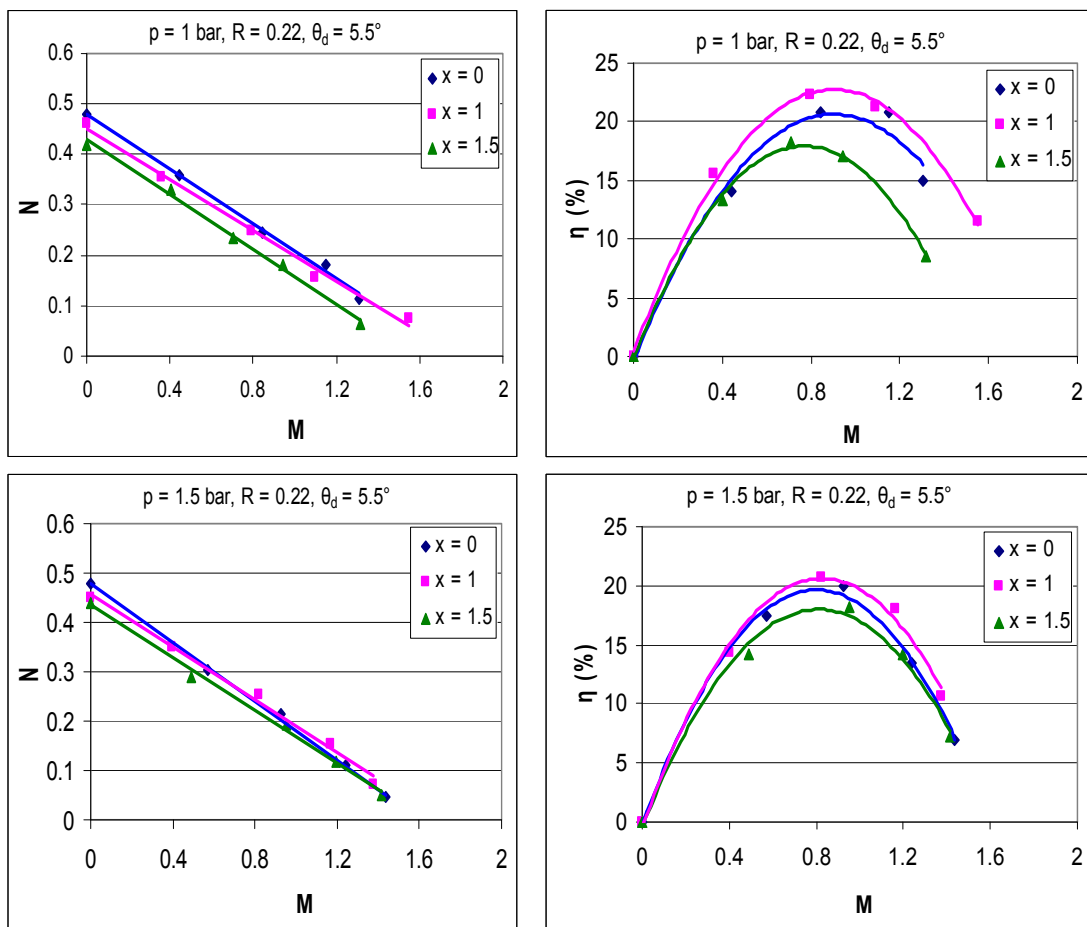 p = 1 bar, R = 0.22, θd = 5.5°
0.6
0.5
0.4
0.3
0.2
0.1
0
N
x = 0
x = 1
x = 1.5
0 0.4 0.8 1.2 1.6 2
M
p = 1 bar, R = 0.22, θd = 5.5°
25
20
15
10
5
0
η (%)
x = 0
x = 1
x = 1.5
0 0.4 0.8 1.2 1.6 2
M
p = 1.5 bar, R = 0.22, θd = 5.5°
0.6
0.5
0.4
0.3
0.2
0.1
0
N
x = 0
x = 1
x = 1.5
0 0.4 0.8 1.2 1.6 2
M
p = 1.5 bar, R = 0.22, θd = 5.5°
25
20
15
10
5
0
η (%)
x = 0
x = 1
x = 1.5
0 0.4 0.8 1.2 1.6 2
M